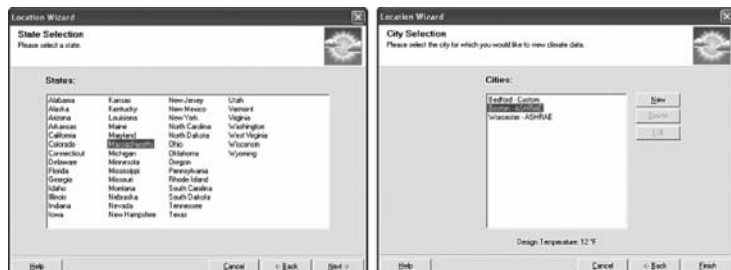 Location Wizard
State Selection
Please select a state.
States:
Alabama
Alaska
Arizona
Arkansas
California
Colorado
Connecticut
Delaware
Florida
Georgia
Idaho
Illinois
Indiana
Iowa
Kansas
Kentucky
Louisiana
Maine
Maryland
Massachusetts
Michigan
Minnesota
Mississippi
Missouri
Montana
Nebraska
Nevada
New Hampshire
New Jersey
New Mexico
New York
North Carolina
North Dakota
Ohio
Oklahoma
Oregon
Pennsylvania
Rhode Island
South Carolina
South Dakota
Tennessee
Texas
Utah
Vermont
Virginia
Washington
West Virginia
Wisconsin
Wyoming
Help
Cancel
<- Back
Next ->
Location Wizard
City Selection
Please select the city for which you would like to view climate data.
Cities:
Bedford - Custom
Boston - ASHRAE
Worcester - ASHRAE
New
Delete
Edit
Design Temperature: 12 °F
Help
Cancel
<- Back
Finish